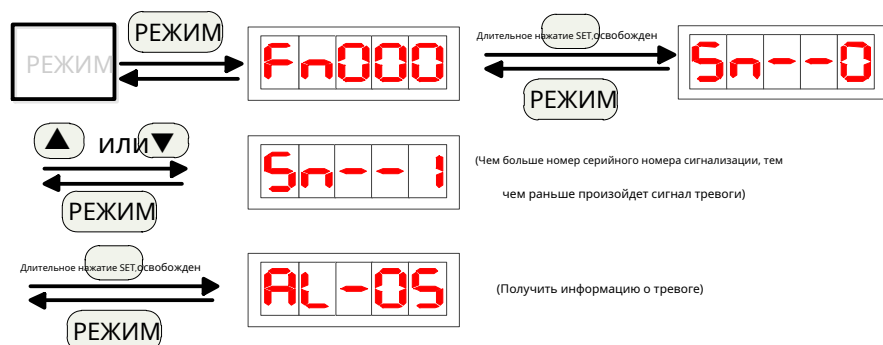 РЕЖИМ
РЕЖИМ
Fn000
Длительное нажатие SET,освобожден
РЕЖИМ
Sn--0
▲ или ▼
РЕЖИМ
Sn--1
(Чем больше номер серийного номера сигнализации, тем
чем раньше произойдет сигнал тревоги)
Длительное нажатие SET,освобожден
РЕЖИМ
AL-05
(Получить информацию о тревоге)